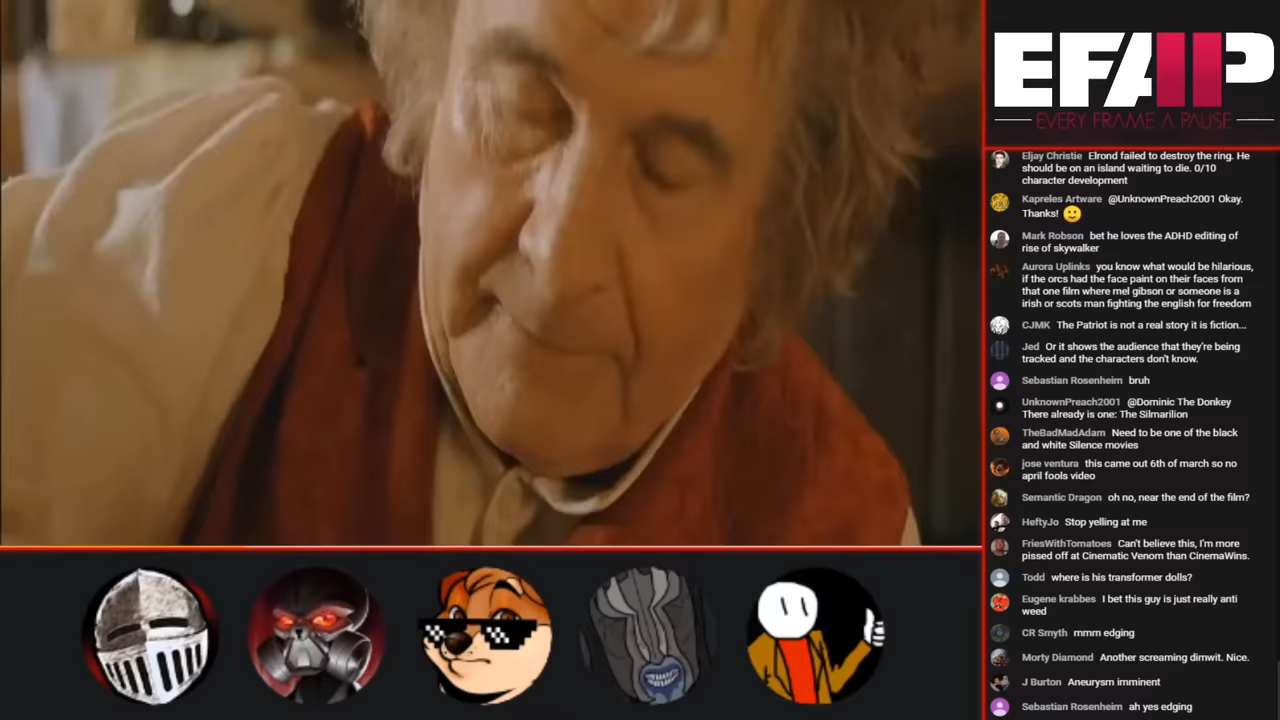 EFAP
EVERY FRAME A PAUSE
Eljay Christie Elrond failed to destroy the ring. He
should be on an island waiting to die. 0/10
character development
Kapreles Artware @UnknownPreach2001 Okay.
Thanks! 🙂
Mark Robson bet he loves the ADHD editing of
rise of skywalker
Aurora Uplinks you know what would be hilarious,
if the orcs had the face paint on their faces from
that one film where mel gibson or someone is a
irish or scots man fighting the english for freedom
CJMK The Patriot is not a real story it is fiction...
Jed Or it shows the audience that they're being
tracked and the characters don't know.
Sebastian Rosenheim bruh
UnknownPreach2001 @Dominic The Donkey
There already is one: The Silmarilion
TheBadMadAdam Need to be one of the black
and white Silence movies
jose ventura this came out 6th of march so no
april fools video
Semantic Dragon oh no, near the end of the film?
HeftyJo Stop yelling at me
FriesWithTomatoes Can't believe this, I'm more
pissed off at Cinematic Venom than CinemaWins.
Todd where is his transformer dolls?
Eugene krabbes I bet this guy is just really anti
weed
CR Smyth mmm edging
Morty Diamond Another screaming dimwit. Nice.
J Burton Aneurysm imminent
Sebastian Rosenheim ah yes edging